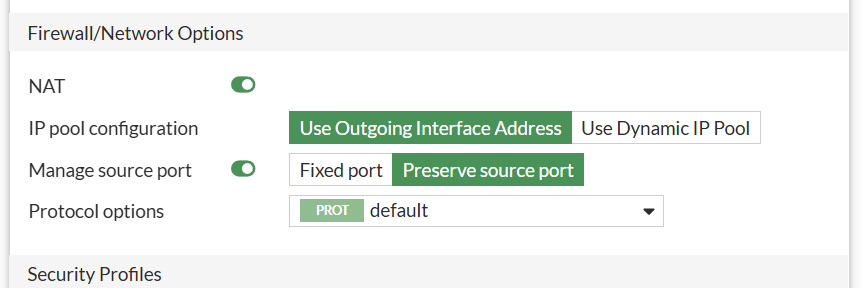 Firewall/Network Options
NAT
IP pool configuration Use Outgoing Interface Address Use Dynamic IP Pool
Manage source port Fixed port Preserve source port
Protocol options PROT default
Security Profiles